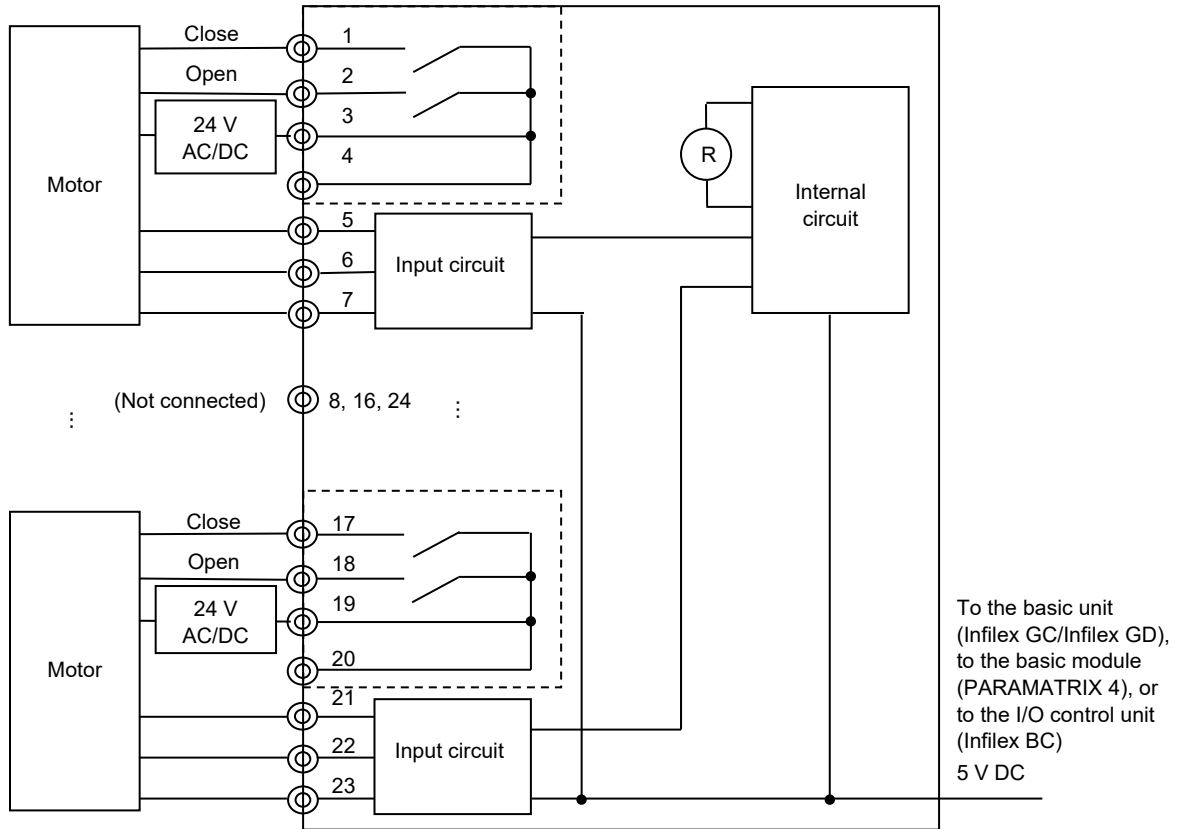 Close
1
Open
2
24 V
AC/DC
3
4
Motor
5
6
7
Input circuit
R
Internal
circuit
(Not connected)
8, 16, 24
⋮
⋮
Close
17
Open
18
24 V
AC/DC
19
20
Motor
21
22
23
Input circuit
To the basic unit
(Infilex GC/Infilex GD),
to the basic module
(PARAMATRIX 4), or
to the I/O control unit
(Infilex BC)
5 V DC